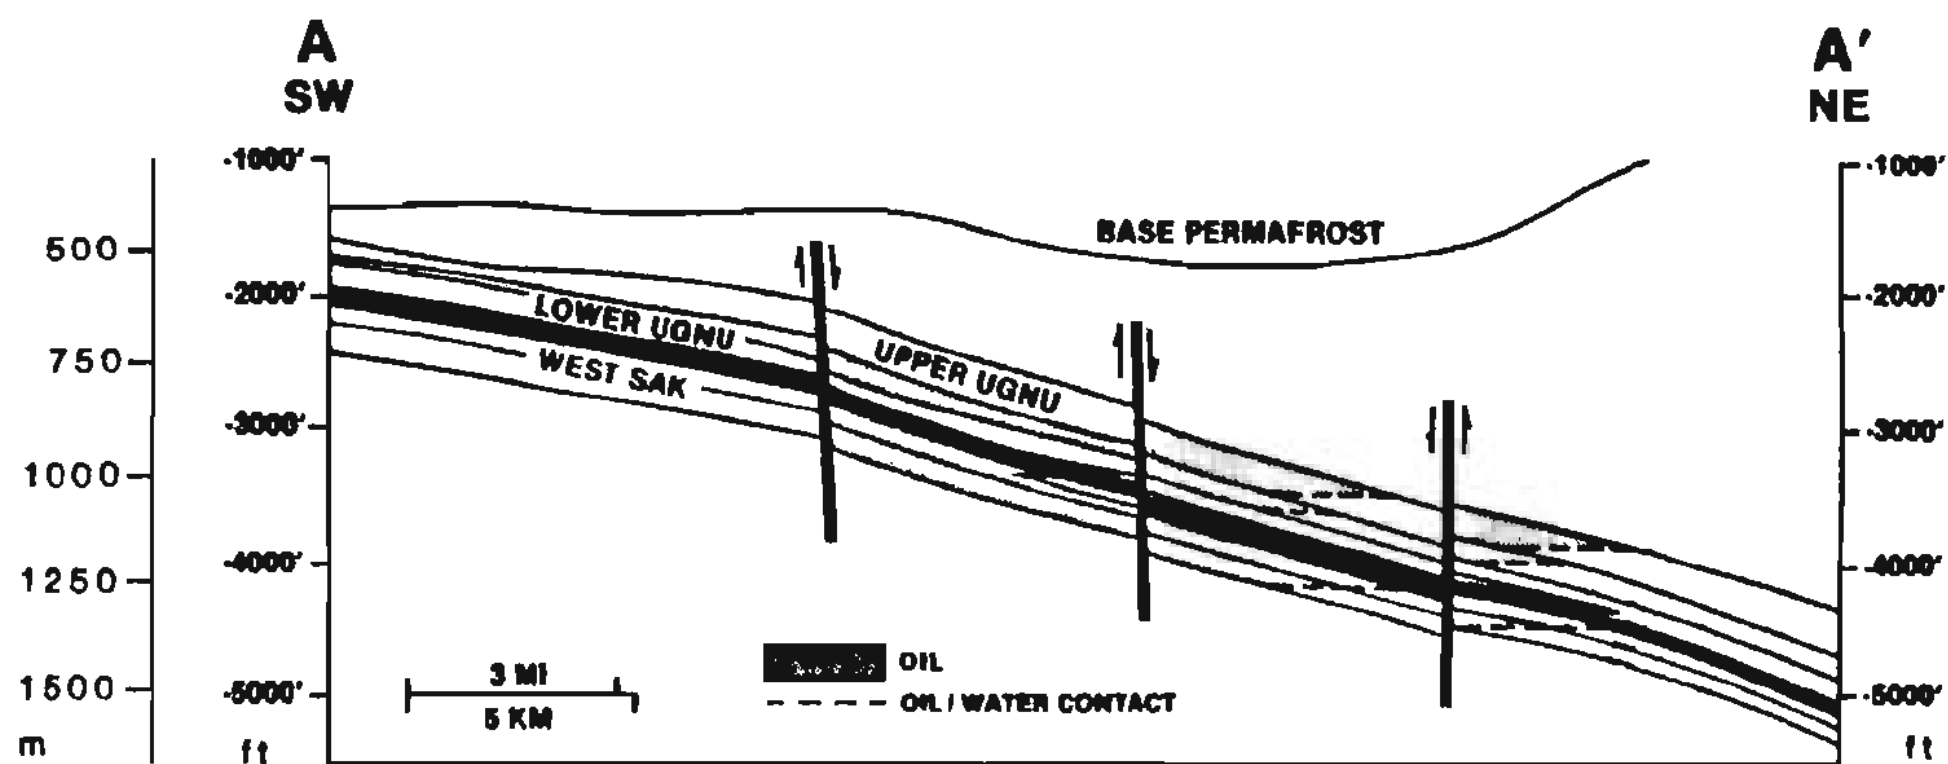 A
SW
A'
NE
-1000'
-1000'
500
BASE PERMAFROST
-2000'
-2000'
LOWER UGNU
UPPER UGNU
750
WEST SAK
-3000'
-3000'
1000
-4000'
-4000'
1250
OIL
3 MI
1500
-5000'
-5000'
OIL / WATER CONTACT
5 KM
m
ft
ft